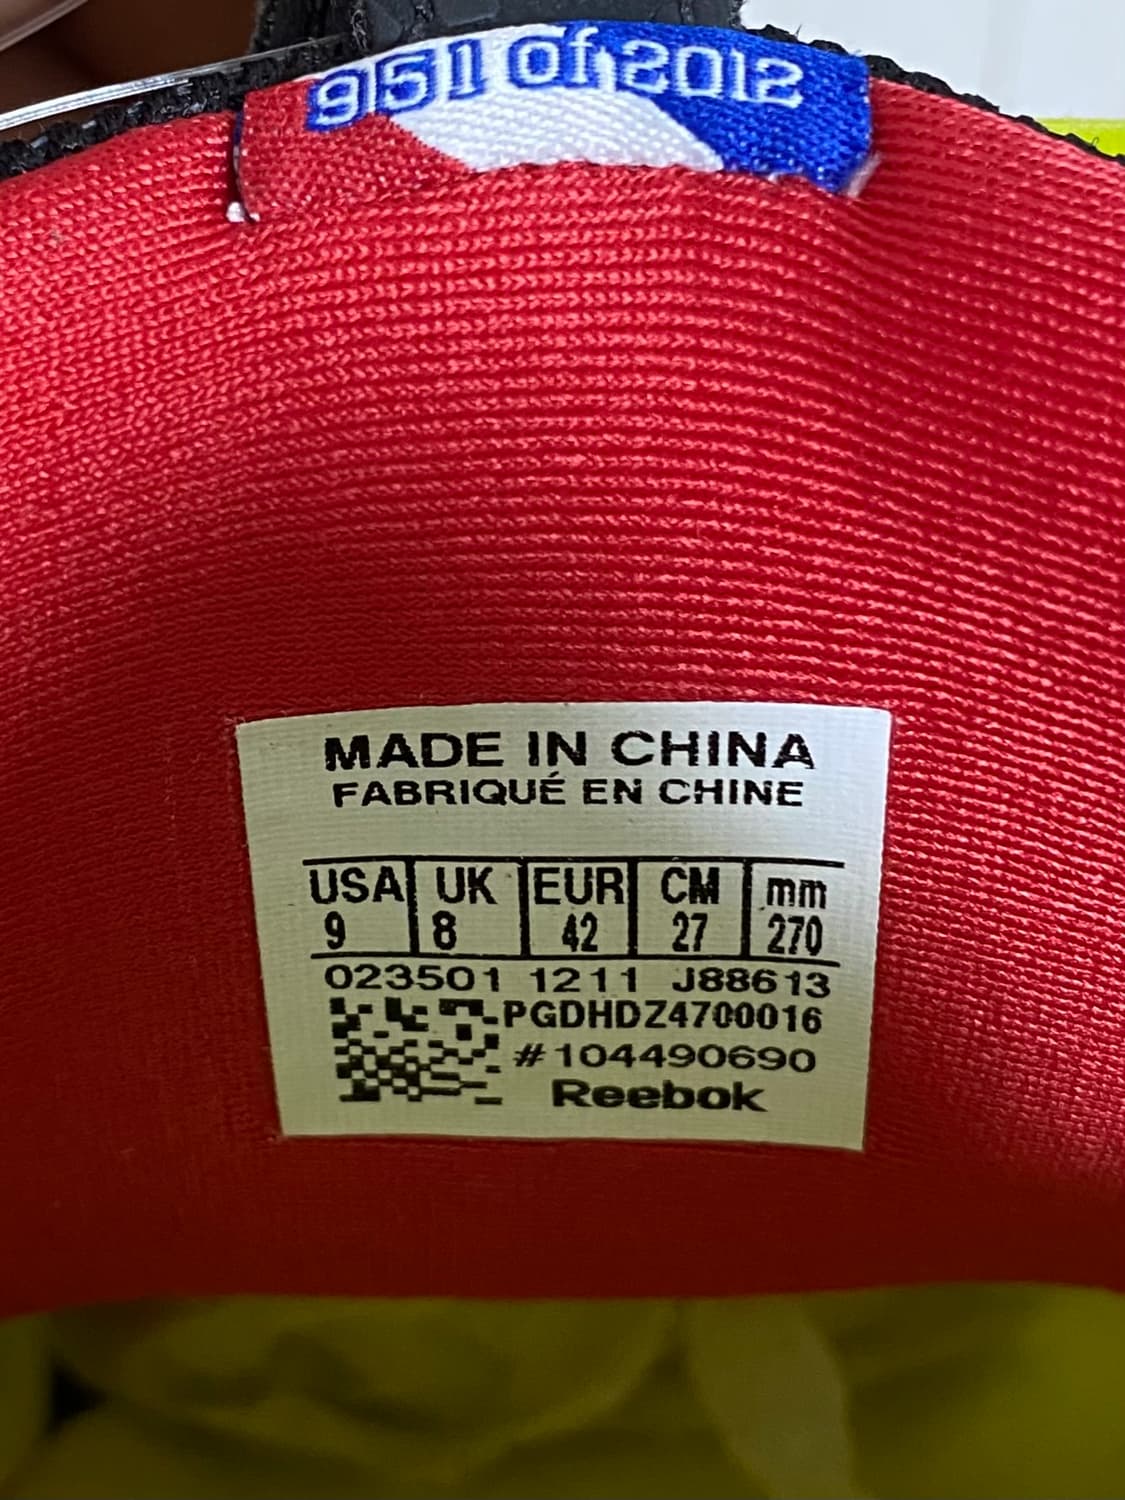 951 of 2012
MADE IN CHINA
FABRIQUÉ EN CHINE
USA UK EUR CM mm
9 8 42 27 270
023501 1211 J88613
PGDHDZ4700016
#104490690
Reebok